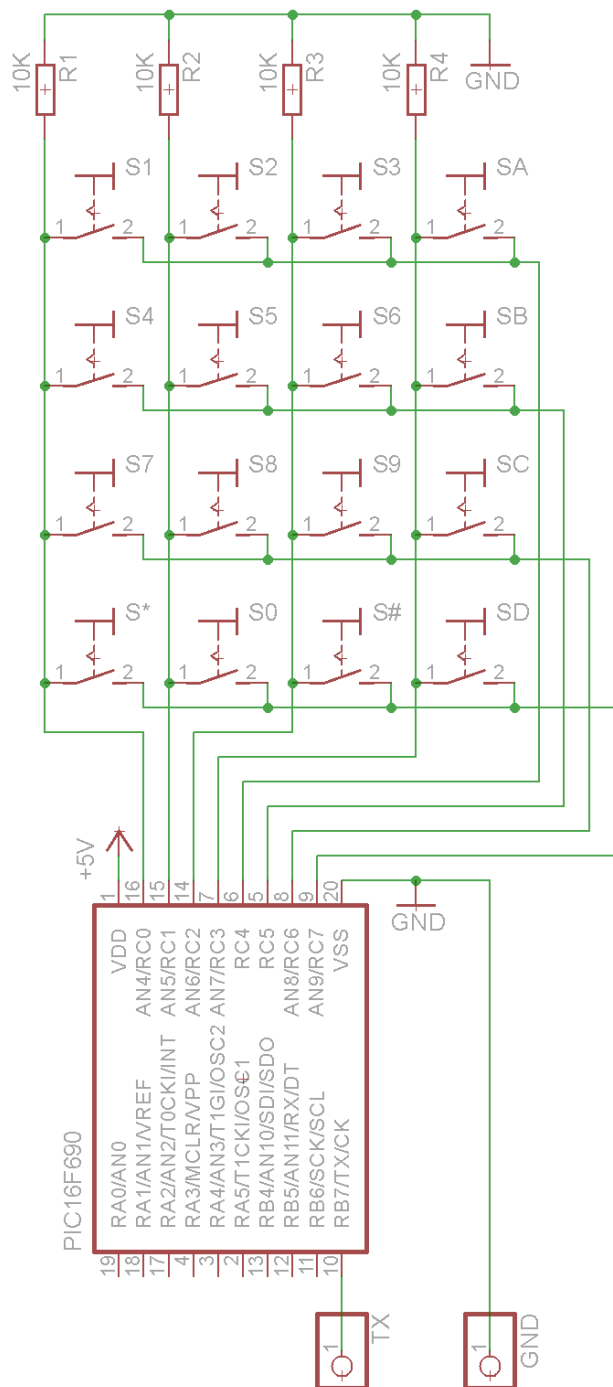 10K R1 10K R2 10K R3 10K R4 GND
S1 S2 S3 SA
1 2 1 2 1 2 1 2
S4 S5 S6 SB
1 2 1 2 1 2 1 2
S7 S8 S9 SC
1 2 1 2 1 2 1 2
S* S0 S# SD
1 2 1 2 1 2 1 2
+5V
1 16 15 14 7 6 5 8 9 20
GND
VDD
AN4/RC0
AN5/RC1
AN6/RC2
AN7/RC3
RC4
RC5
AN8/RC6
AN9/RC7
VSS
PIC16F690
RA0/AN0
RA1/AN1/VREF
RA2/AN2/T0CKI/INT
RA3/MCLR/VPP
RA4/AN3/T1GI/OSC2
RA5/T1CKI/OSC1
RB4/AN10/SDI/SDO
RB5/AN11/RX/DT
RB6/SCK/SCL
RB7/TX/CK
19 18 17 4 3 2 13 12 11 10
1 TX
1 GND